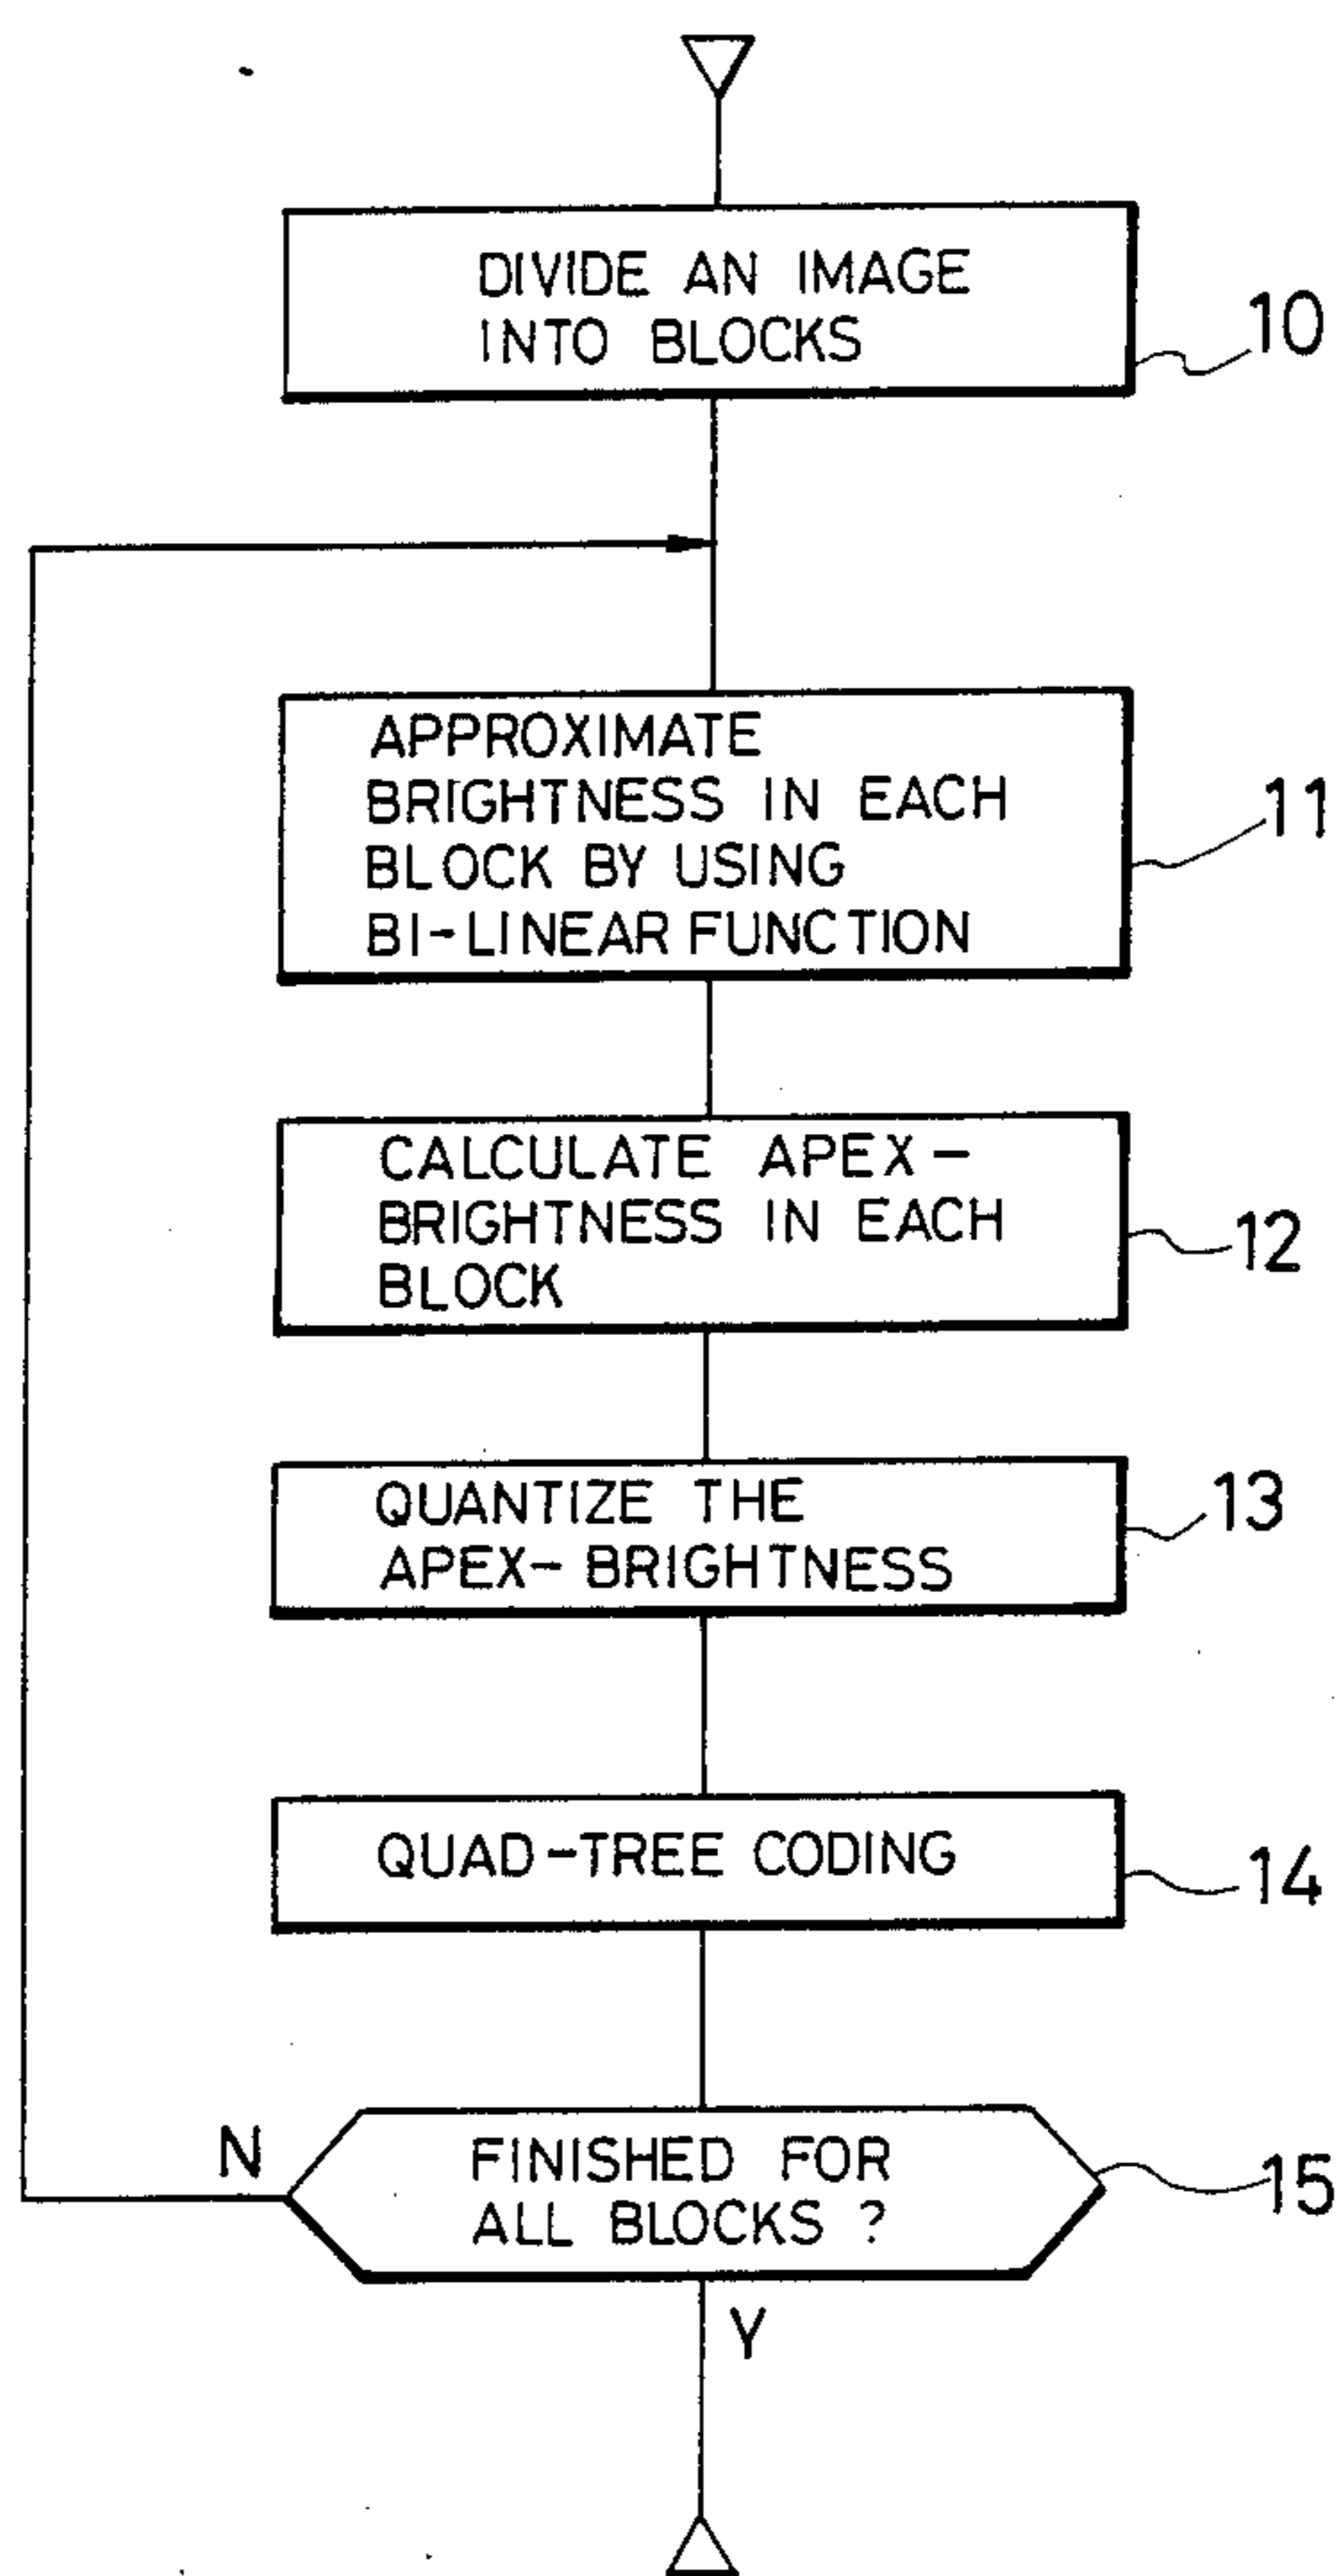 DIVIDE AN IMAGE
INTO BLOCKS
10
APPROXIMATE
BRIGHTNESS IN EACH
BLOCK BY USING
BI-LINEAR FUNCTION
11
CALCULATE APEX-
BRIGHTNESS IN EACH
BLOCK
12
QUANTIZE THE
APEX- BRIGHTNESS
13
QUAD-TREE CODING
14
N
FINISHED FOR
ALL BLOCKS ?
15
Y